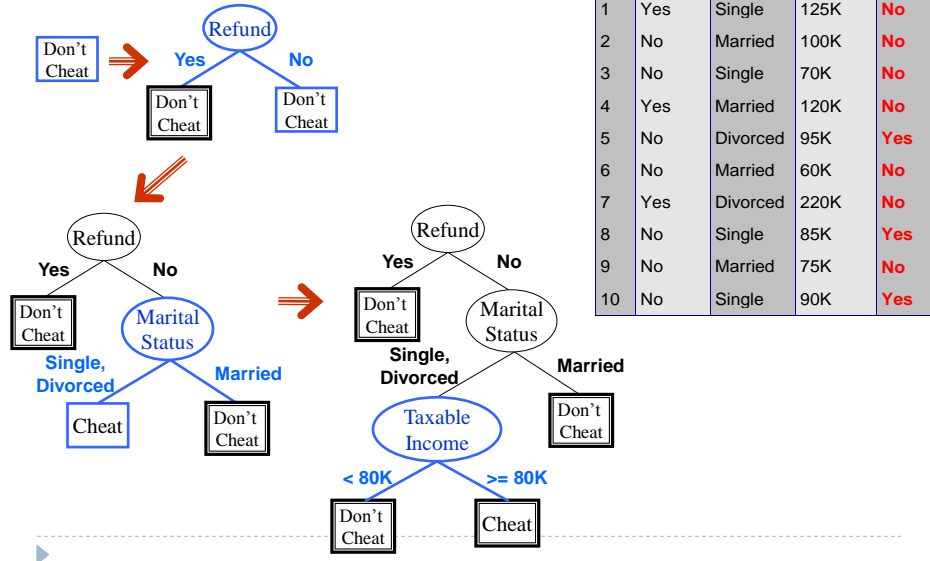 Don't
Cheat
Refund
Yes
No
Don't
Cheat
Don't
Cheat
Refund
Yes
No
Don't
Cheat
Marital
Status
Single,
Divorced
Married
Cheat
Don't
Cheat
Refund
Yes
No
Don't
Cheat
Marital
Status
Single,
Divorced
Married
Taxable
Income
Don't
Cheat
< 80K
>= 80K
Don't
Cheat
Cheat
1 Yes Single 125K No
2 No Married 100K No
3 No Single 70K No
4 Yes Married 120K No
5 No Divorced 95K Yes
6 No Married 60K No
7 Yes Divorced 220K No
8 No Single 85K Yes
9 No Married 75K No
10 No Single 90K Yes